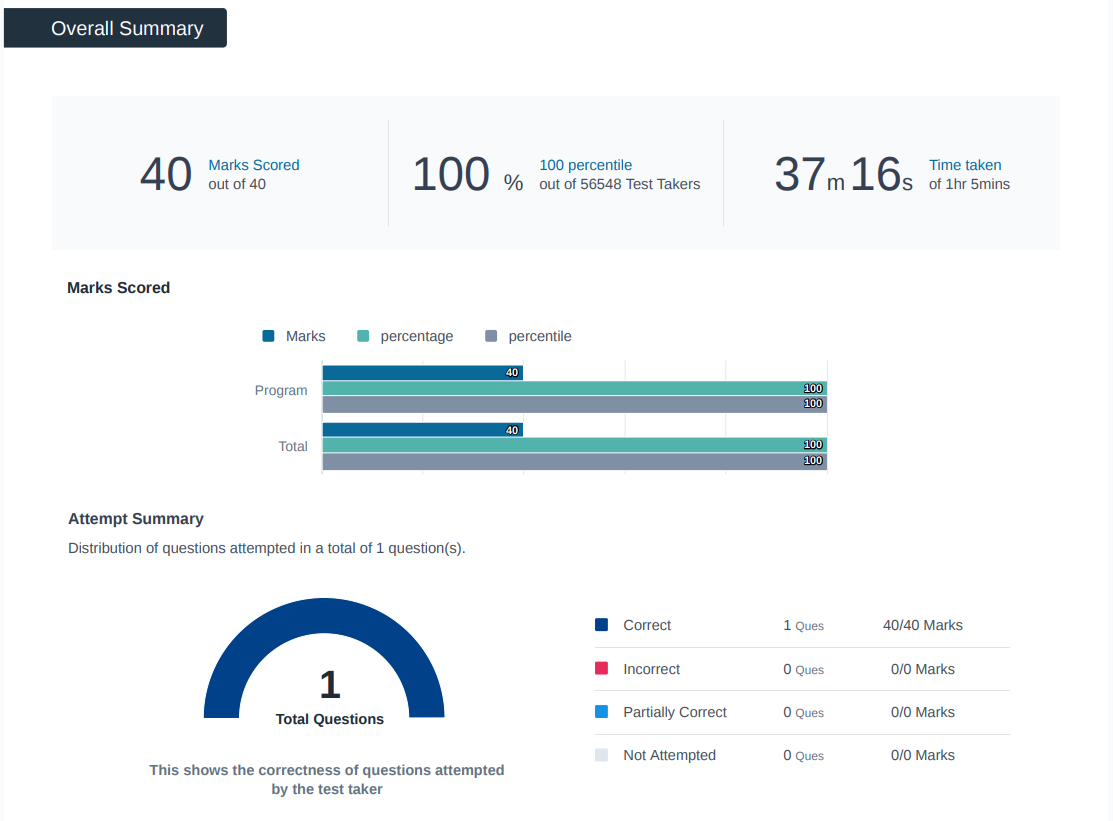 Overall Summary
40 Marks Scored
out of 40
100 % 100 percentile
out of 56548 Test Takers
37m 16s Time taken
of 1hr 5mins
Marks Scored
Marks percentage percentile
Program 40
100
100
Total 40
100
100
Attempt Summary
Distribution of questions attempted in a total of 1 question(s).
1
Total Questions
This shows the correctness of questions attempted
by the test taker
Correct 1 Ques 40/40 Marks
Incorrect 0 Ques 0/0 Marks
Partially Correct 0 Ques 0/0 Marks
Not Attempted 0 Ques 0/0 Marks